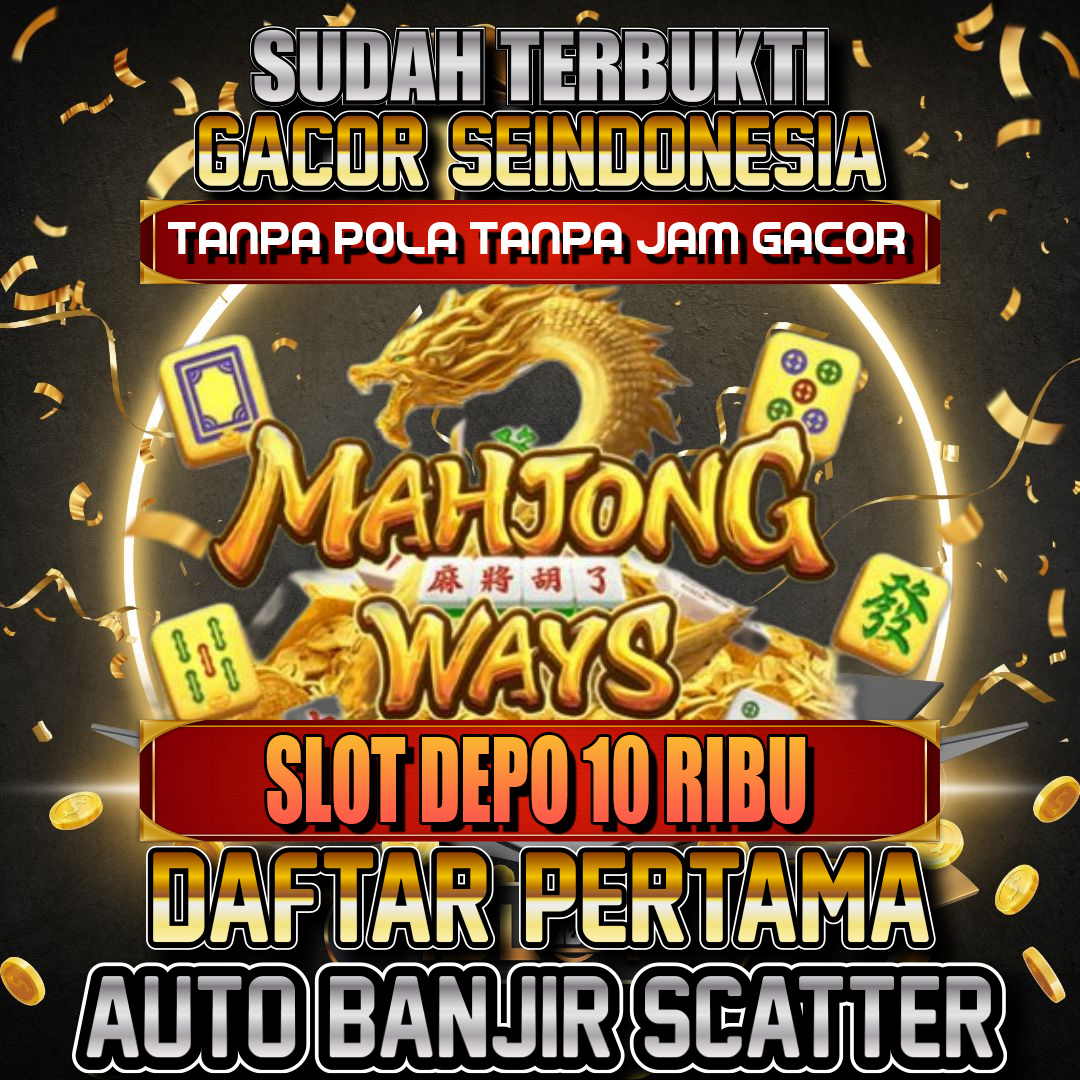 SUDAH TERBUKTI
GACOR SEINDONESIA
TANPA POLA TANPA JAM GACOR
MAHJONG
麻將胡了
WAYS
發
SLOT DEPO 10 RIBU
DAFTAR PERTAMA
AUTO BANJIR SCATTER